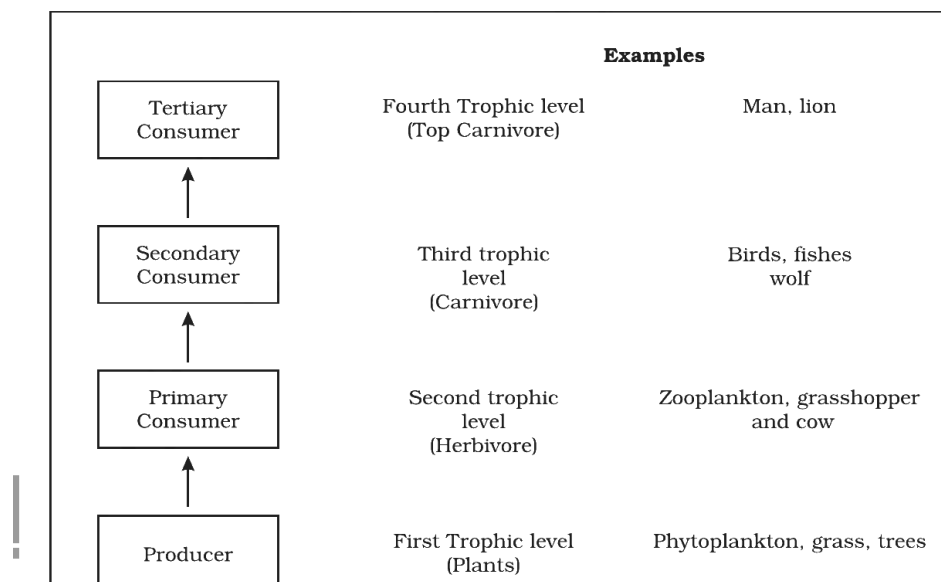 Examples
Tertiary
Consumer
Fourth Trophic level
(Top Carnivore)
Man, lion
Secondary
Consumer
Third trophic
level
(Carnivore)
Birds, fishes
wolf
Primary
Consumer
Second trophic
level
(Herbivore)
Zooplankton, grasshopper
and cow
Producer
First Trophic level
(Plants)
Phytoplankton, grass, trees